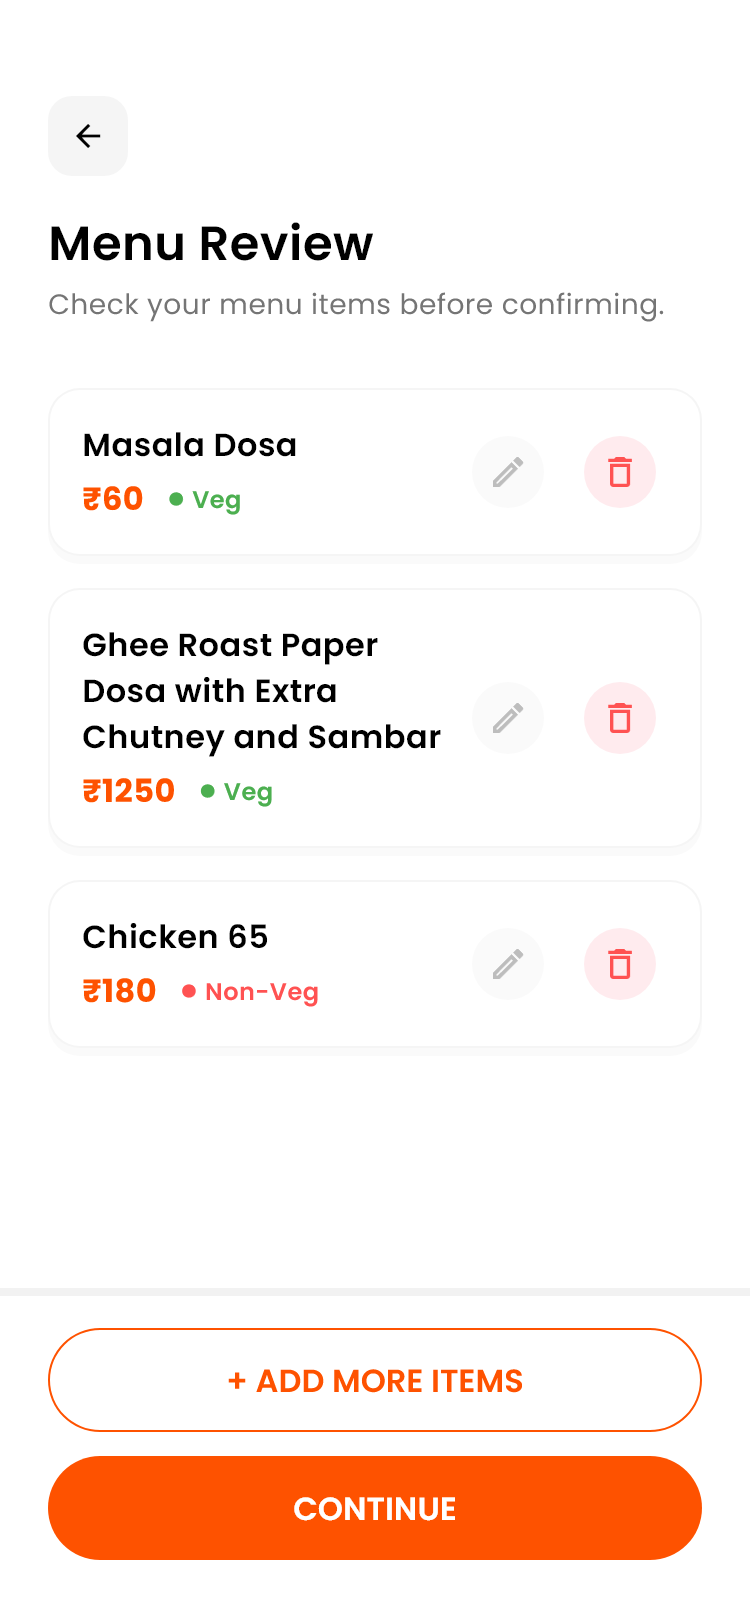 Menu Review
Check your menu items before confirming.
Masala Dosa
₹60 Veg
Ghee Roast Paper
Dosa with Extra
Chutney and Sambar
₹1250 Veg
Chicken 65
₹180 Non-Veg
+ ADD MORE ITEMS
CONTINUE